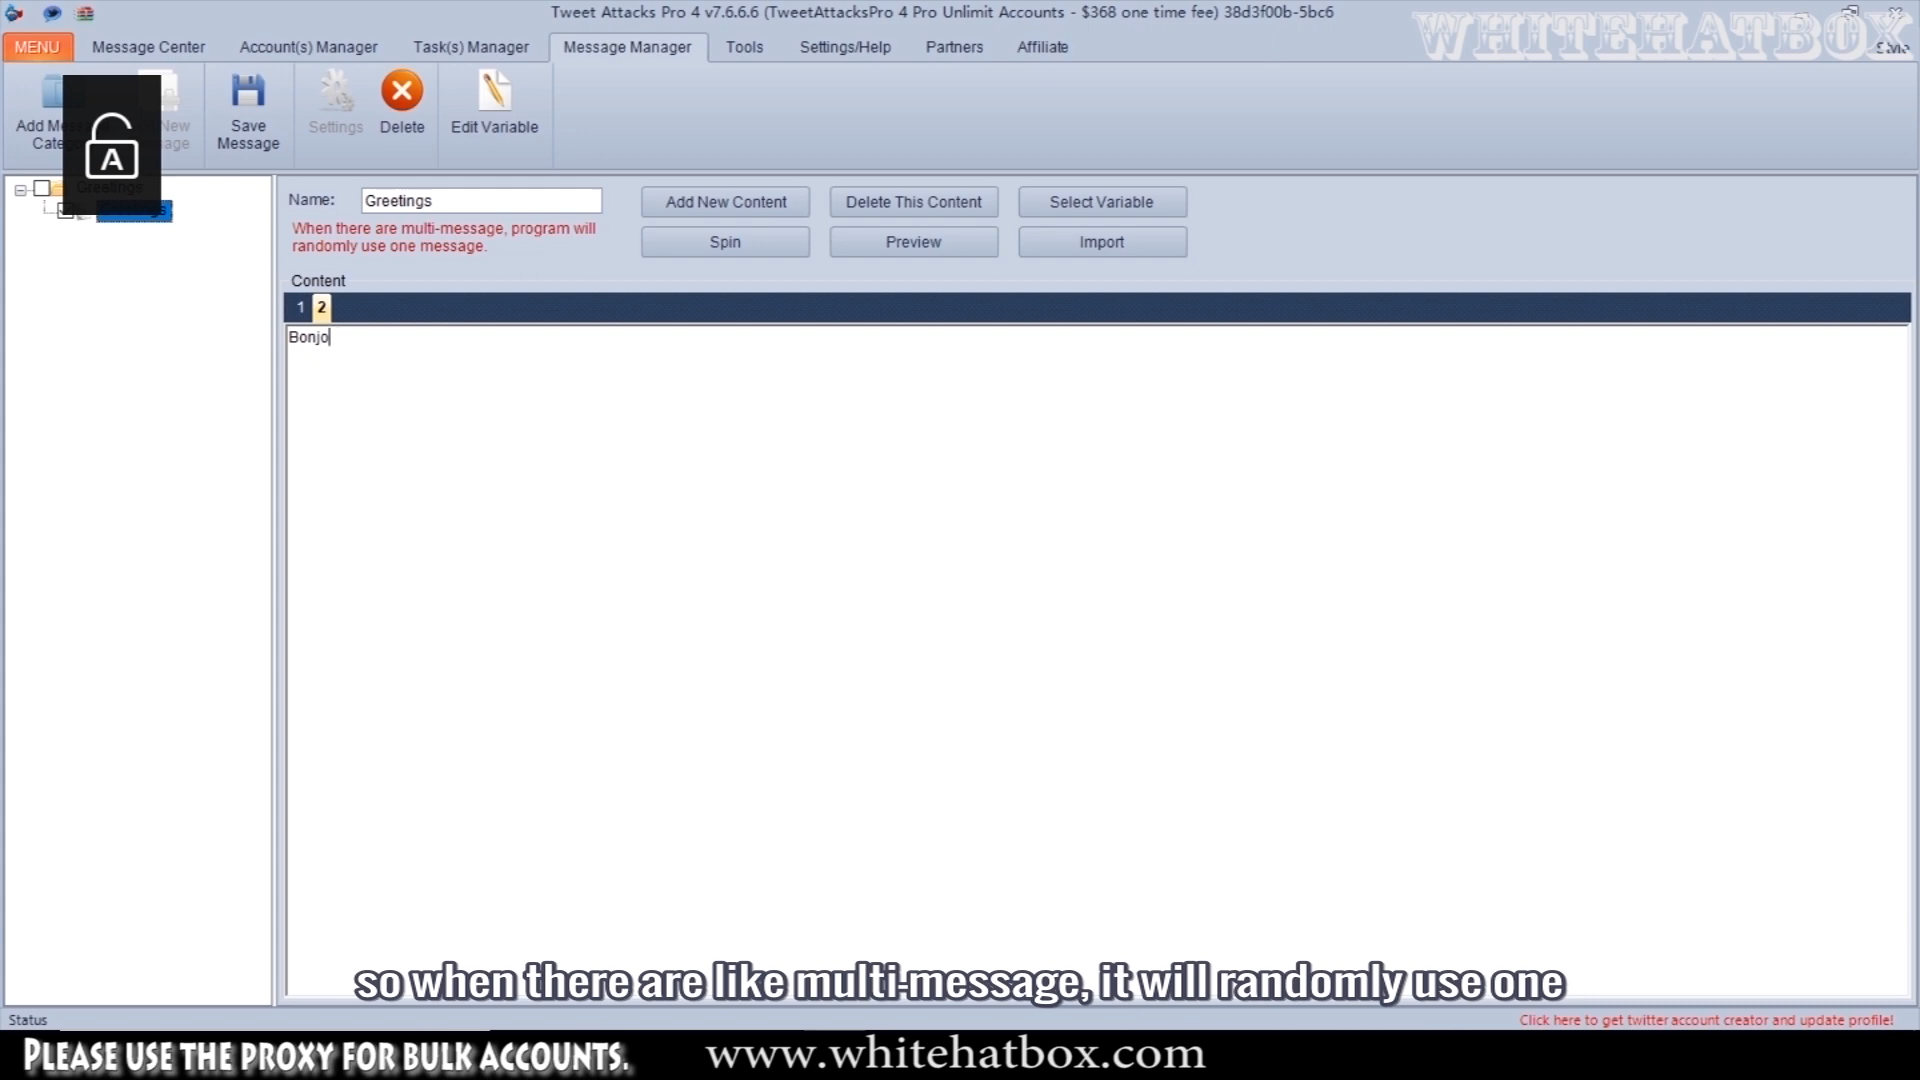 Tweet Attacks Pro 4 v7.6.6.6 (TweetAttacksPro 4 Pro Unlimit Accounts - $368 one time fee) 38d3f00b-5bc6
WHITEHATBOX
MENU Message Center Account(s) Manager Task(s) Manager Message Manager Tools Settings/Help Partners Affiliate Style
Save Message
Settings
Delete
Edit Variable
A
Greetings
Name: Greetings
When there are multi-message, program will
randomly use one message.
Add New Content Delete This Content Select Variable
Spin Preview Import
Content
1 2
Bonjo
so when there are like multi-message, it will randomly use one
Status
Click here to get twitter account creator and update profile!
PLEASE USE THE PROXY FOR BULK ACCOUNTS.
www.whitehatbox.com